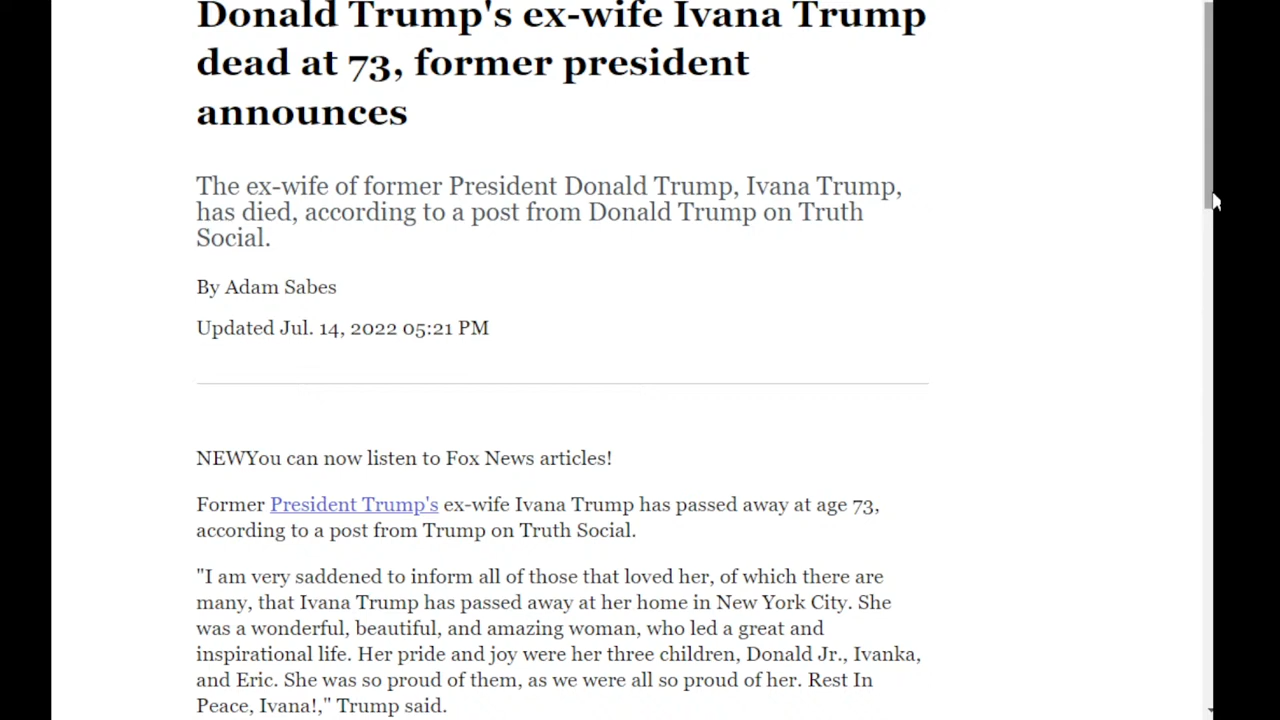 Donald Trump's ex-wife Ivana Trump
dead at 73, former president
announces
The ex-wife of former President Donald Trump, Ivana Trump,
has died, according to a post from Donald Trump on Truth
Social.
By Adam Sabes
Updated Jul. 14, 2022 05:21 PM
NEWYou can now listen to Fox News articles!
Former President Trump's ex-wife Ivana Trump has passed away at age 73,
according to a post from Trump on Truth Social.
"I am very saddened to inform all of those that loved her, of which there are
many, that Ivana Trump has passed away at her home in New York City. She
was a wonderful, beautiful, and amazing woman, who led a great and
inspirational life. Her pride and joy were her three children, Donald Jr., Ivanka,
and Eric. She was so proud of them, as we were all so proud of her. Rest In
Peace, Ivana!," Trump said.